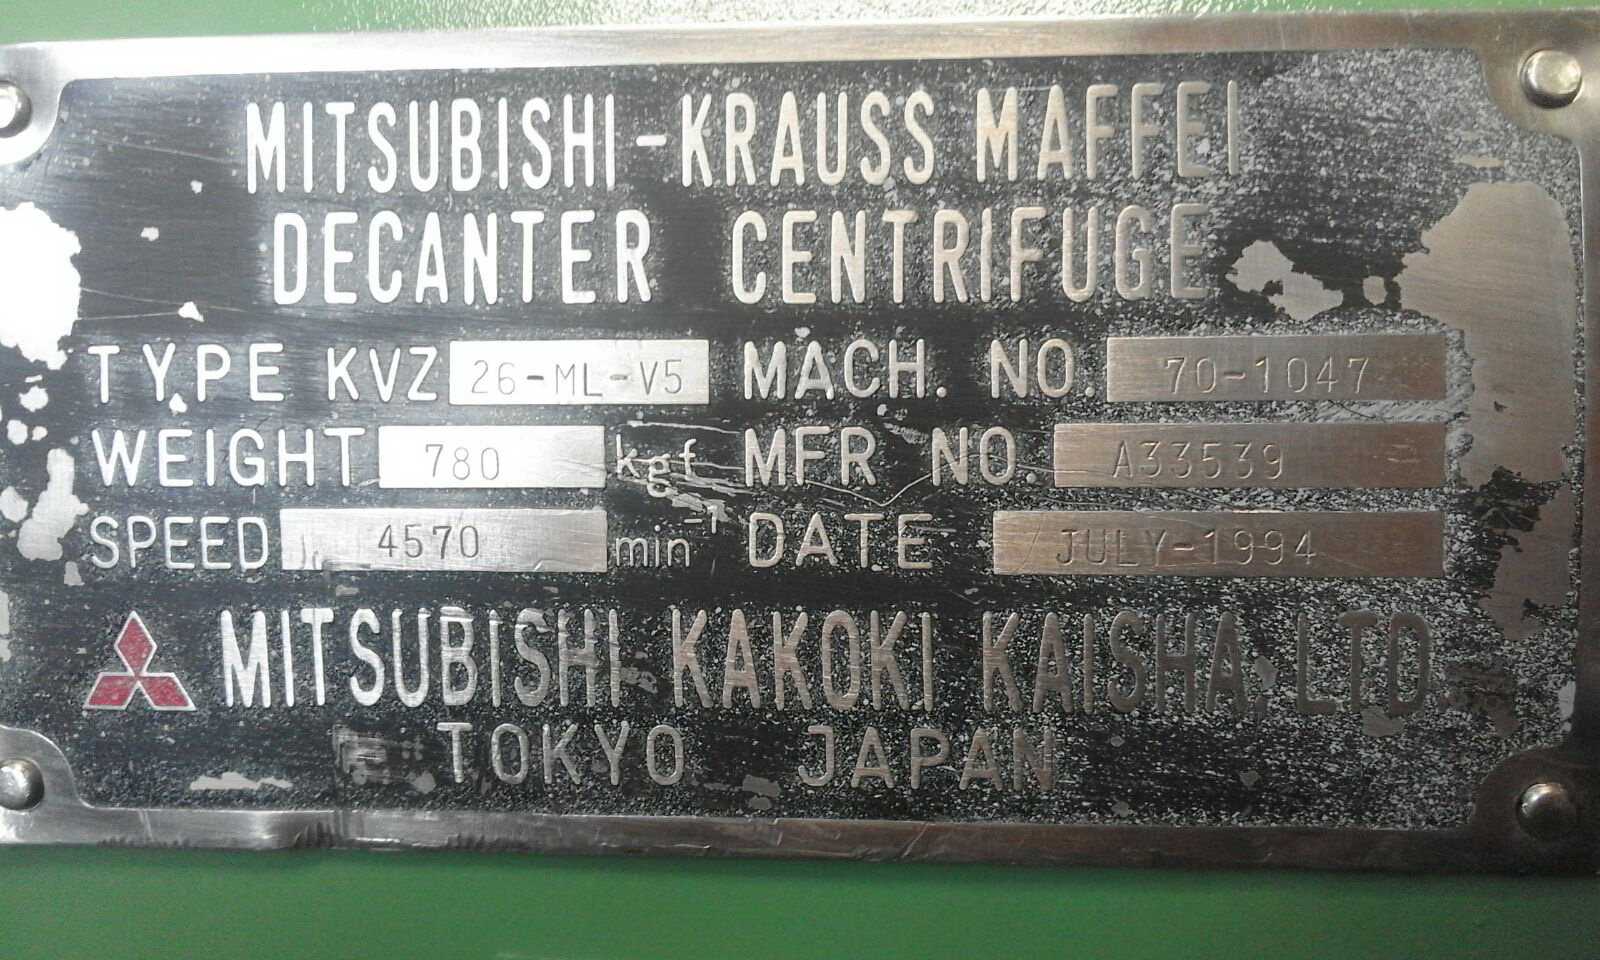 MITSUBISHI-KRAUSS MAFFEI
DECANTER CENTRIFUGE
TYPE KVZ 26-ML-V5 MACH. NO. 70-1047
WEIGHT 780 kgf MFR NO. A33539
SPEED 4570 min⁻¹ DATE JULY-1994
MITSUBISHI KAKOKI KAISHA, LTD.
TOKYO JAPAN